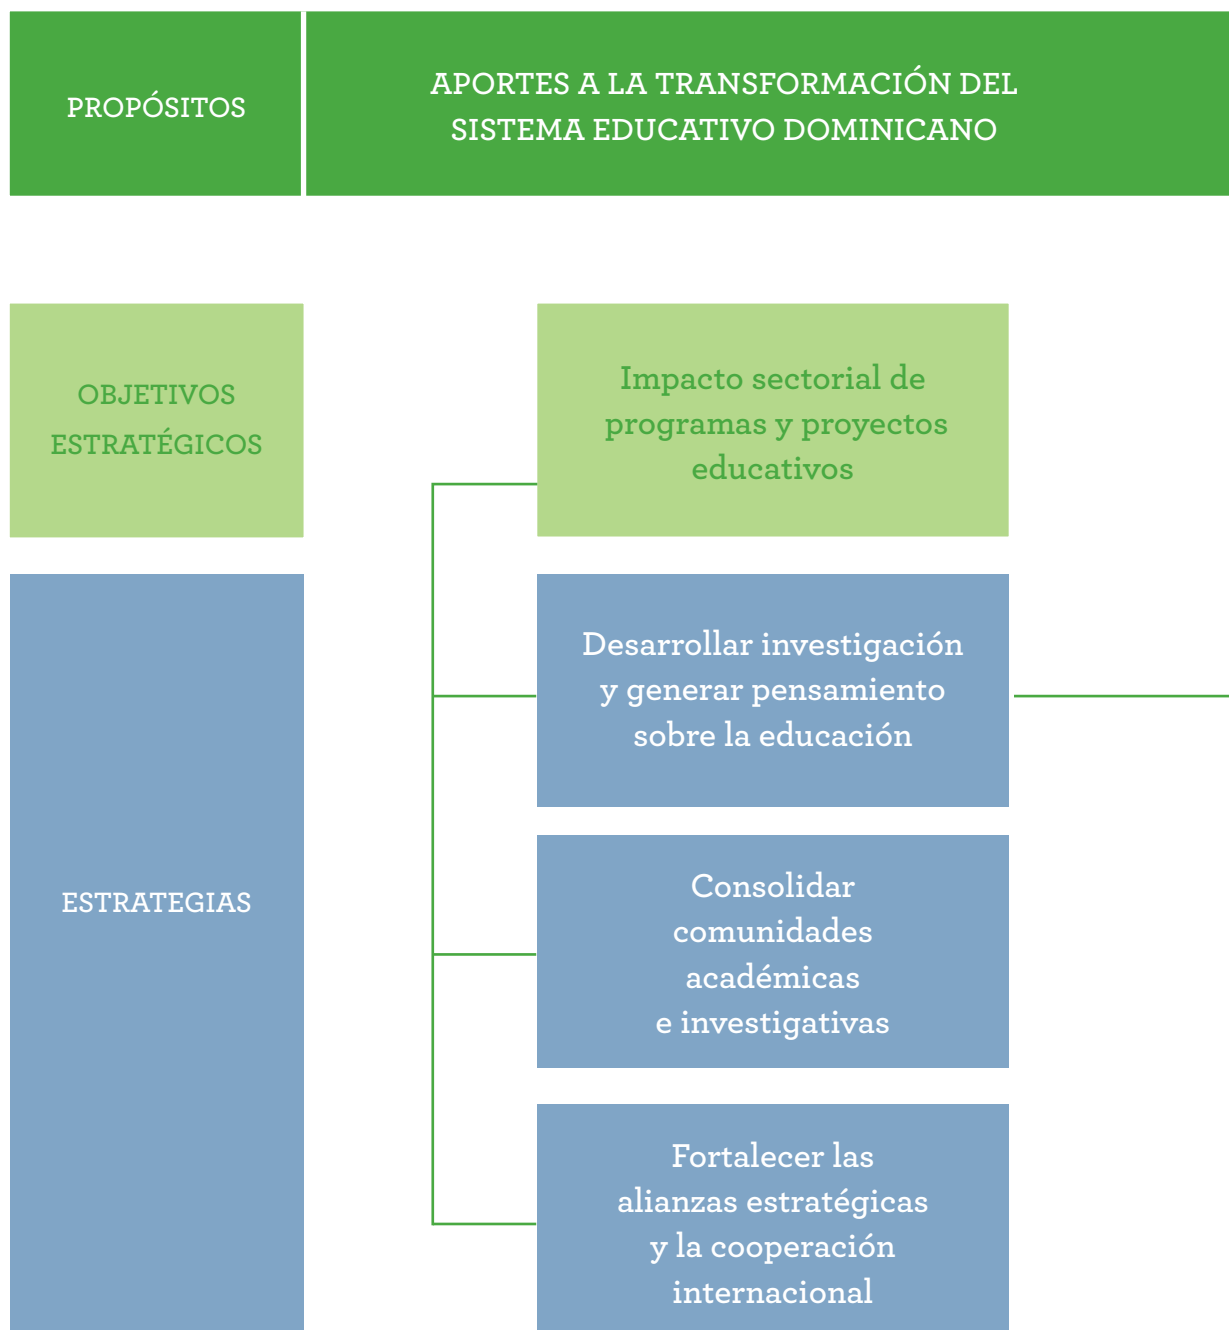 PROPÓSITOS
APORTES A LA TRANSFORMACIÓN DEL
SISTEMA EDUCATIVO DOMINICANO
OBJETIVOS
ESTRATÉGICOS
Impacto sectorial de
programas y proyectos
educativos
ESTRATEGIAS
Desarrollar investigación
y generar pensamiento
sobre la educación
Consolidar
comunidades
académicas
e investigativas
Fortalecer las
alianzas estratégicas
y la cooperación
internacional